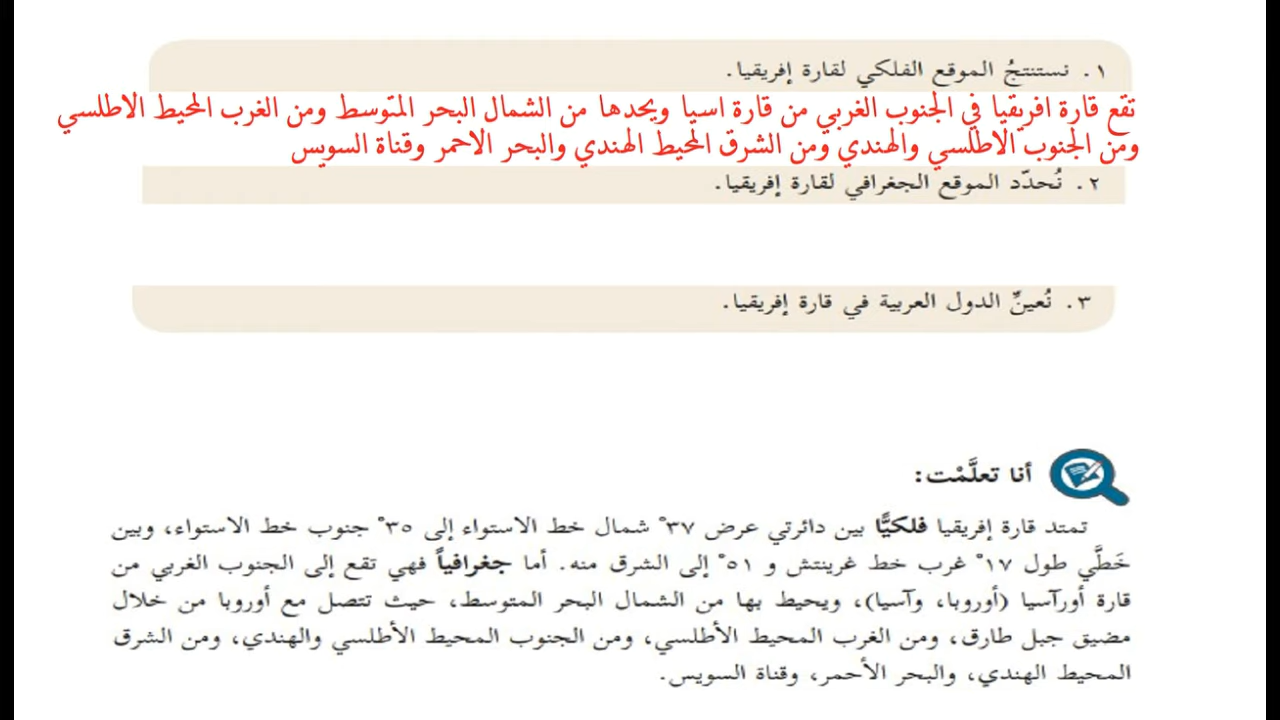 ١. نستنتجُ الموقع الفلكي لقارة إفريقيا.
تقع قارة افريقيا في الجنوب الغربي من قارة اسيا ويحدها من الشمال البحر المتوسط ومن الغرب المحيط الاطلسي
ومن الجنوب الاطلسي والهندي ومن الشرق المحيط الهندي والبحر الاحمر وقناة السويس
٢. نُحدّد الموقع الجغرافي لقارة إفريقيا.
٣. نُعينِّ الدول العربية في قارة إفريقيا.
أنا تعلَّمْت:
تمتد قارة إفريقيا فلكيًّا بين دائرتي عرض ٣٧° شمال خط الاستواء إلى ٣٥° جنوب خط الاستواء، وبين
خَطَّي طول ١٧° غرب خط غرينتش و ٥١° إلى الشرق منه. أما جغرافياً فهي تقع إلى الجنوب الغربي من
قارة أورآسيا (أوروبا، وآسيا)، ويحيط بها من الشمال البحر المتوسط، حيث تتصل مع أوروبا من خلال
مضيق جبل طارق، ومن الغرب المحيط الأطلسي، ومن الجنوب المحيط الأطلسي والهندي، ومن الشرق
المحيط الهندي، والبحر الأحمر، وقناة السويس.